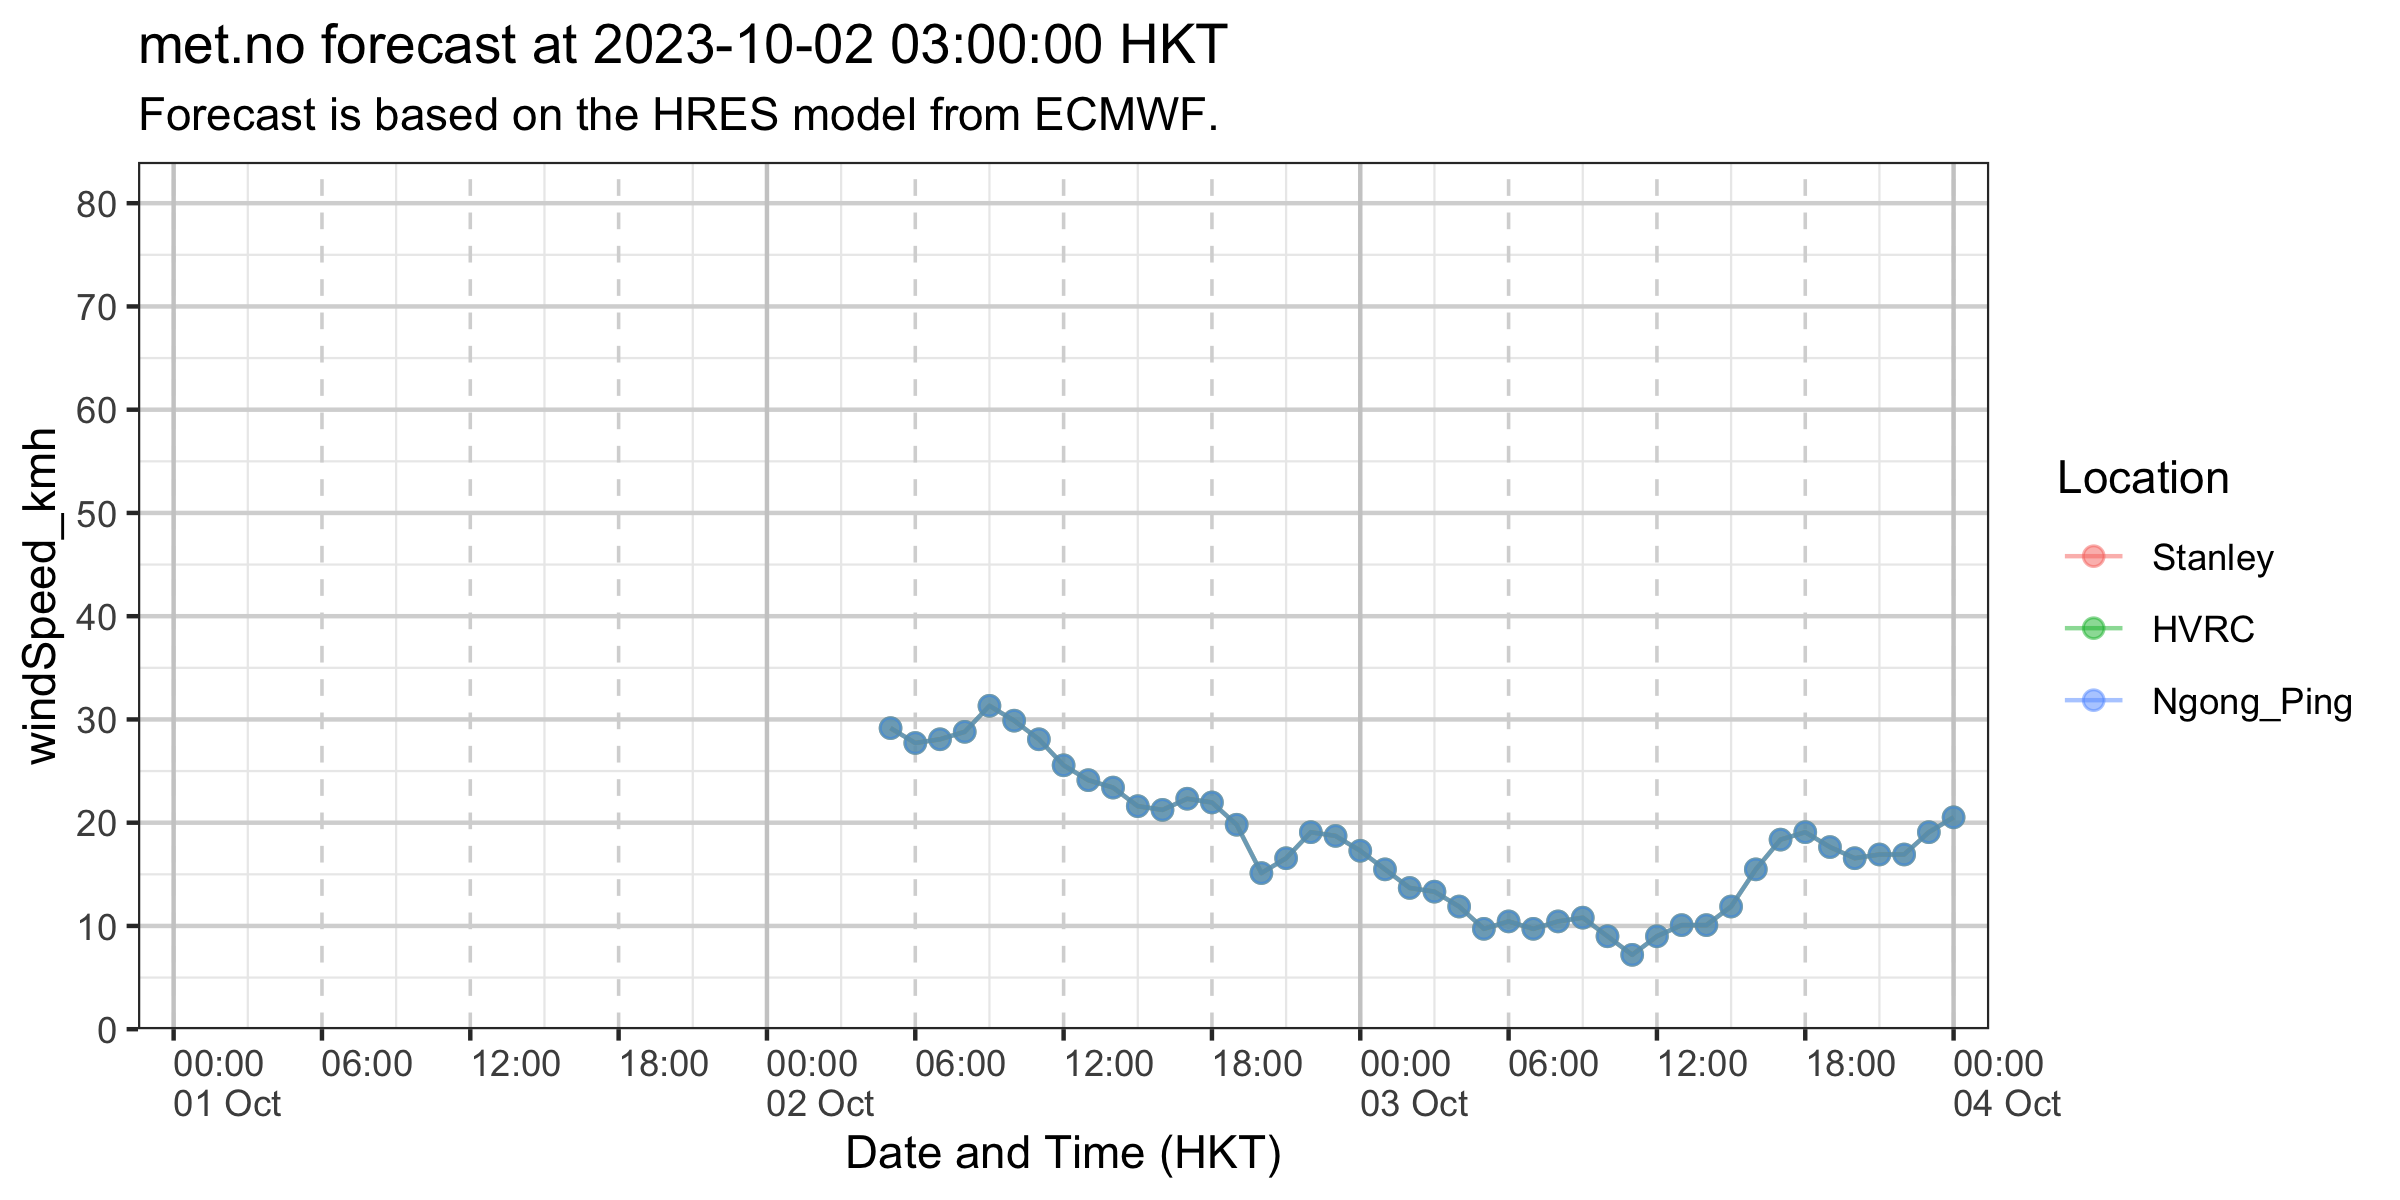 met.no forecast at 2023-10-02 03:00:00 HKT
Forecast is based on the HRES model from ECMWF.
windSpeed_kmh
80
70
60
50
40
30
20
10
0
00:00 06:00 12:00 18:00 00:00 06:00 12:00 18:00 00:00 06:00 12:00 18:00 00:00
01 Oct 02 Oct 03 Oct 04 Oct
Date and Time (HKT)
Location
Stanley
HVRC
Ngong_Ping